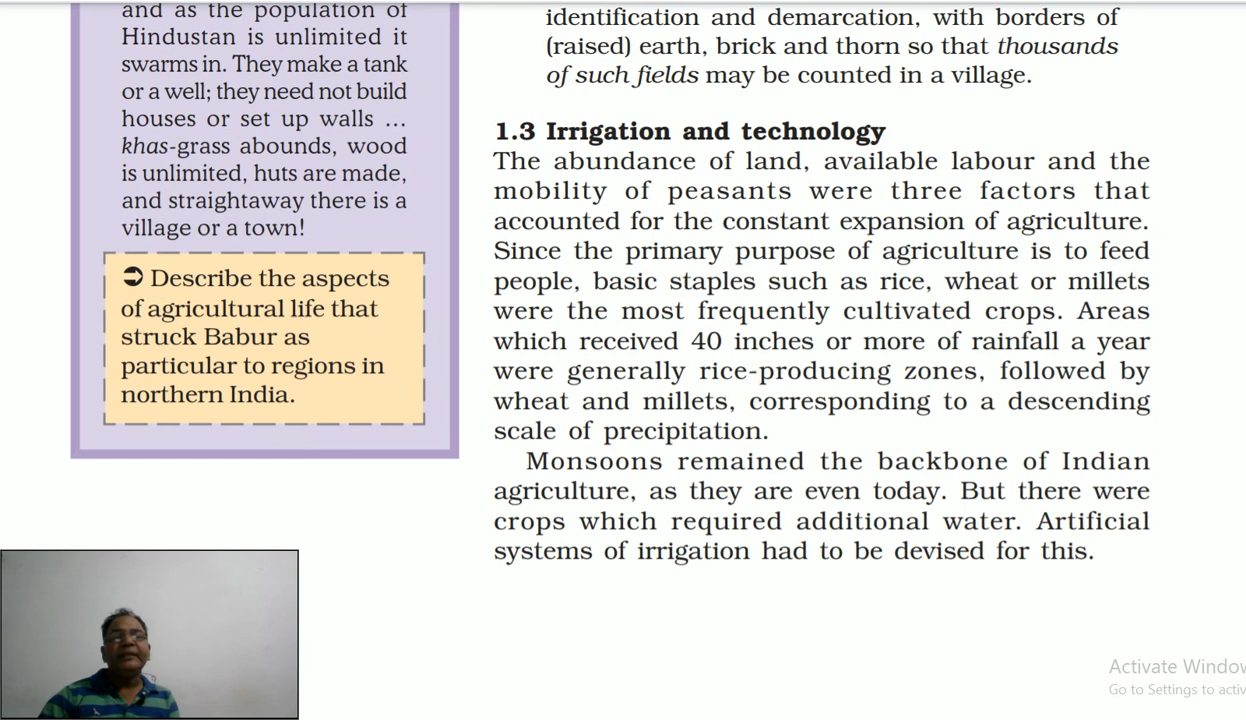 and as the population of
Hindustan is unlimited it
swarms in. They make a tank
or a well; they need not build
houses or set up walls ...
khas-grass abounds, wood
is unlimited, huts are made,
and straightaway there is a
village or a town!
➲ Describe the aspects
of agricultural life that
struck Babur as
particular to regions in
northern India.
identification and demarcation, with borders of
(raised) earth, brick and thorn so that thousands
of such fields may be counted in a village.
1.3 Irrigation and technology
The abundance of land, available labour and the
mobility of peasants were three factors that
accounted for the constant expansion of agriculture.
Since the primary purpose of agriculture is to feed
people, basic staples such as rice, wheat or millets
were the most frequently cultivated crops. Areas
which received 40 inches or more of rainfall a year
were generally rice-producing zones, followed by
wheat and millets, corresponding to a descending
scale of precipitation.
Monsoons remained the backbone of Indian
agriculture, as they are even today. But there were
crops which required additional water. Artificial
systems of irrigation had to be devised for this.
Activate Window
Go to Settings to activ